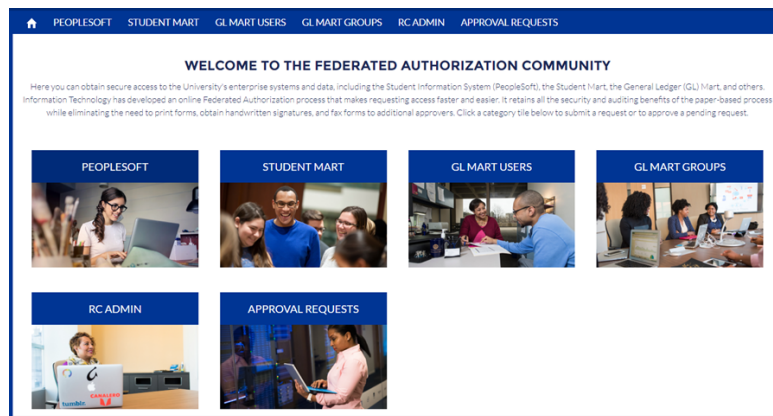 PEOPLESOFT STUDENT MART GL MART USERS GL MART GROUPS RC ADMIN APPROVAL REQUESTS
WELCOME TO THE FEDERATED AUTHORIZATION COMMUNITY
Here you can obtain secure access to the University's enterprise systems and data, including the Student Information System (PeopleSoft), the Student Mart, the General Ledger (GL) Mart, and others.
Information Technology has developed an online Federated Authorization process that makes requesting access faster and easier. It retains all the security and auditing benefits of the paper-based process
while eliminating the need to print forms, obtain handwritten signatures, and fax forms to additional approvers. Click a category tile below to submit a request or to approve a pending request.
PEOPLESOFT
STUDENT MART
GL MART USERS
GL MART GROUPS
RC ADMIN
APPROVAL REQUESTS
tumblr